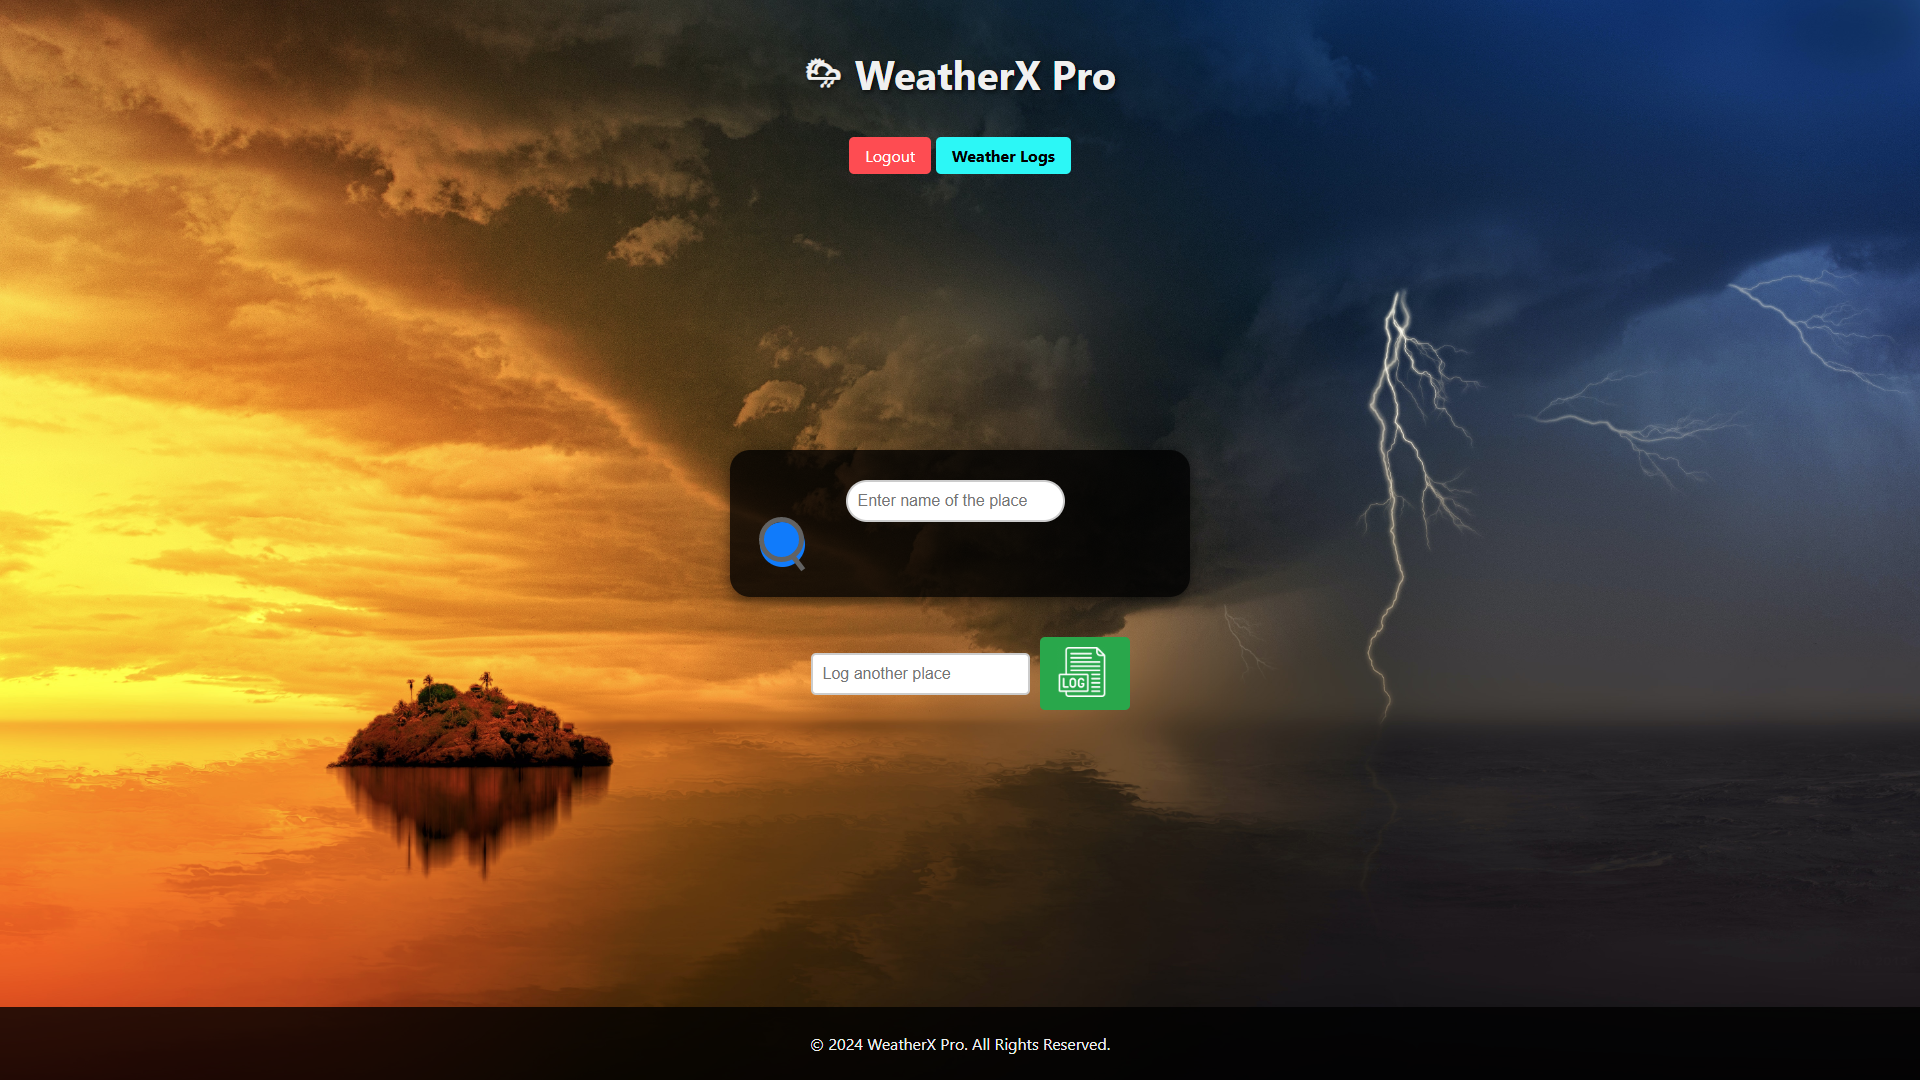 WeatherX Pro
Logout Weather Logs
Enter name of the place
Log another place
LOG
© 2024 WeatherX Pro. All Rights Reserved.